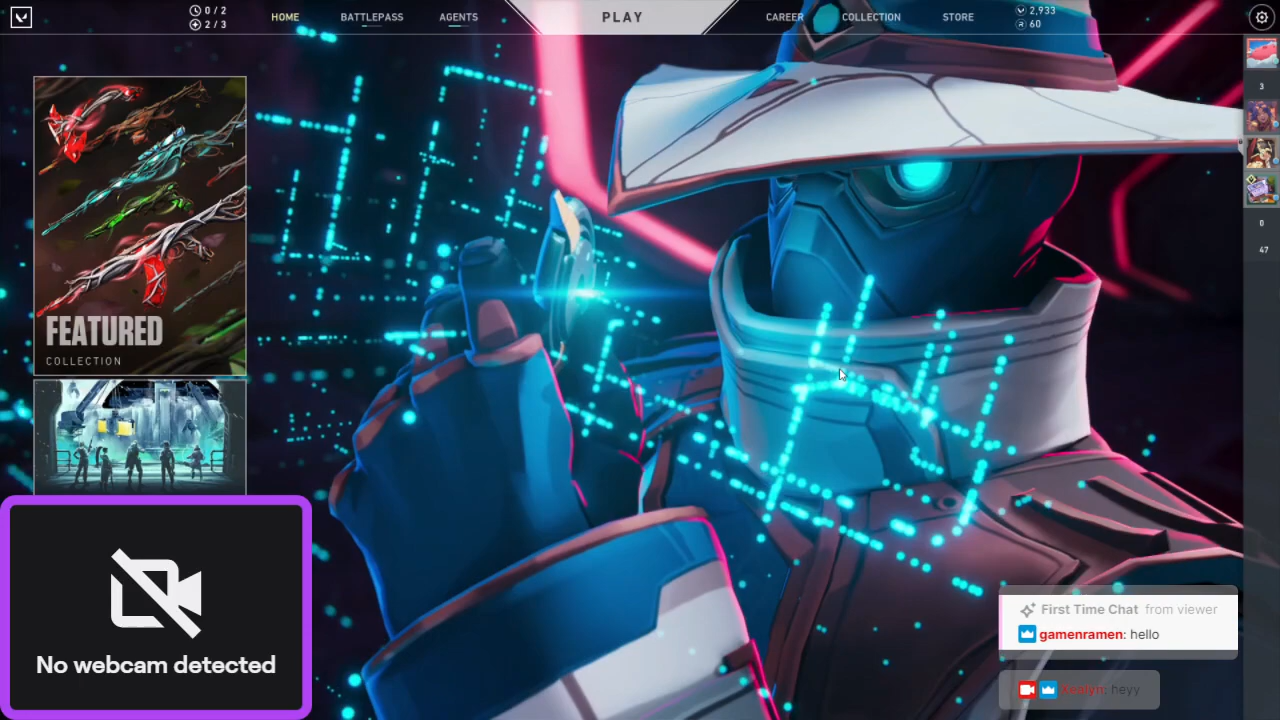 0 / 2
2 / 3
HOME
BATTLEPASS
AGENTS
PLAY
CAREER
COLLECTION
STORE
2,933
60
3
0
47
FEATURED
COLLECTION
No webcam detected
First Time Chat from viewer
gamenramen: hello
Xealyn: heyy